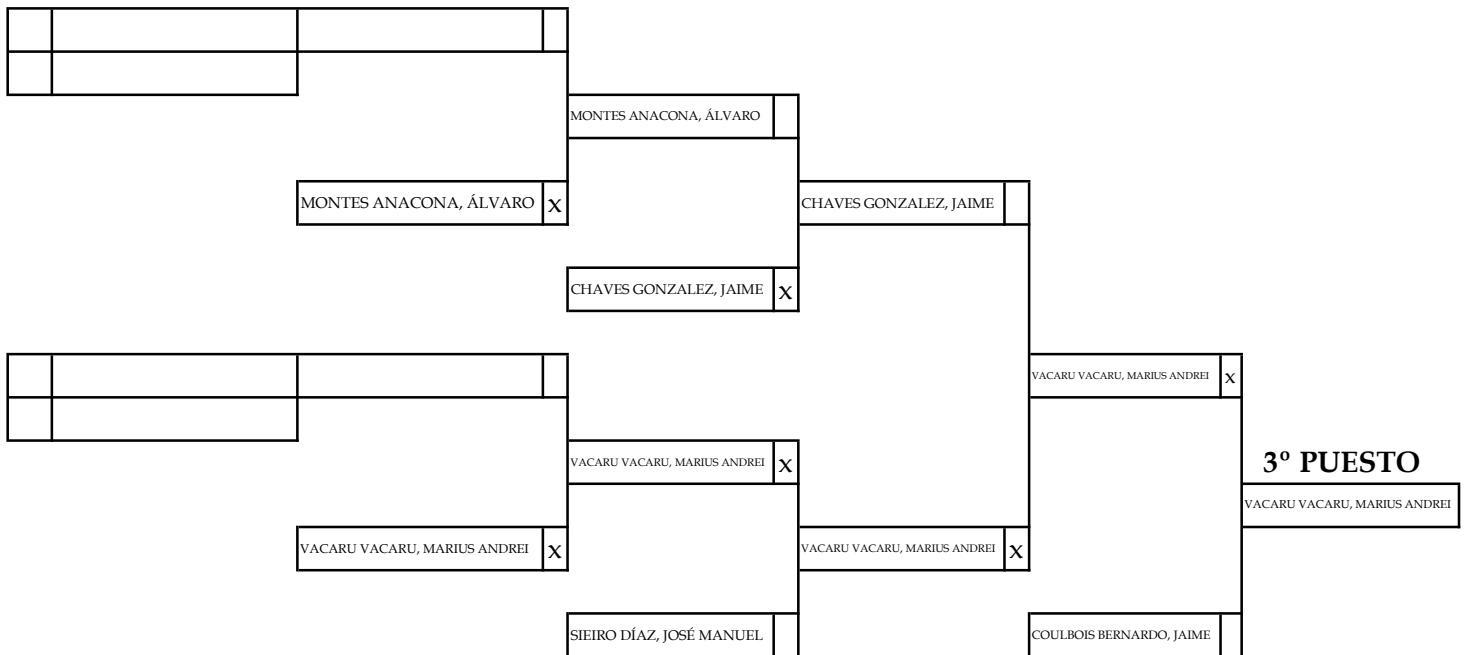 MONTES ANACONA, ÁLVARO
MONTES ANACONA, ÁLVARO x
CHAVES GONZALEZ, JAIME
CHAVES GONZALEZ, JAIME x
VACARU VACARU, MARIUS ANDREI x
VACARU VACARU, MARIUS ANDREI x
3º PUESTO
VACARU VACARU, MARIUS ANDREI
VACARU VACARU, MARIUS ANDREI x
VACARU VACARU, MARIUS ANDREI x
SIEIRO DÍAZ, JOSÉ MANUEL
COULBOIS BERNARDO, JAIME